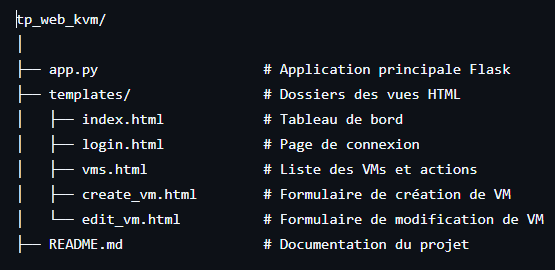 tp_web_kvm/
│
├── app.py                    # Application principale Flask
├── templates/                # Dossiers des vues HTML
│   ├── index.html            # Tableau de bord
│   ├── login.html            # Page de connexion
│   ├── vms.html              # Liste des VMs et actions
│   ├── create_vm.html        # Formulaire de création de VM
│   └── edit_vm.html          # Formulaire de modification de VM
├── README.md                 # Documentation du projet